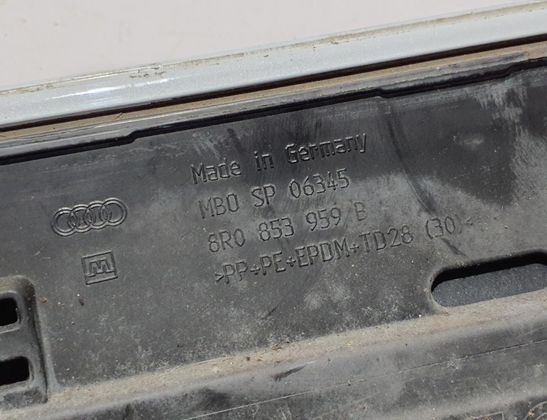 Made in Germany
MBO SP 06345
8R0 853 959 B
>PP+PE+EPDM+TD28 (30)<
M